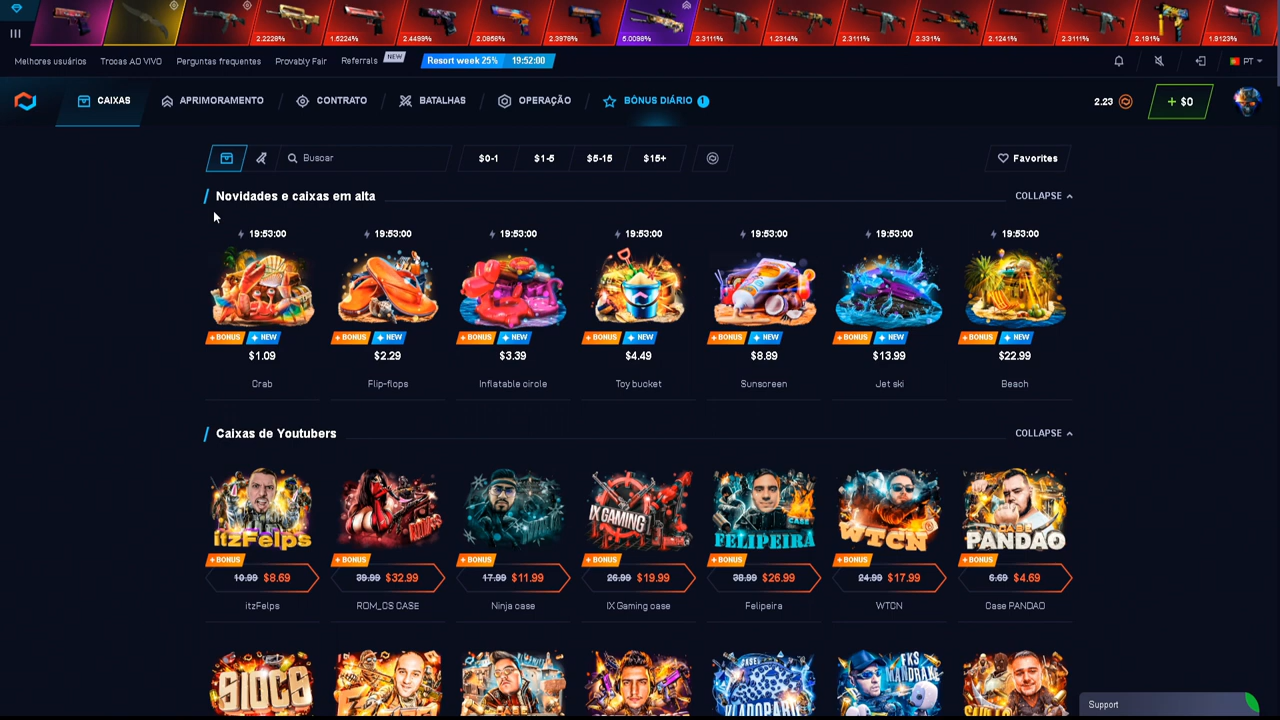 2.2228%
1.5224%
2.4499%
2.0956%
2.3978%
5.0098%
2.3111%
1.2314%
2.3111%
2.331%
2.1241%
2.3111%
2.191%
1.9123%
Melhores usuários
Trocas AO VIVO
Perguntas frequentes
Provably Fair
Referrals
NEW
Resort week 25%
19:52:00
PT
CAIXAS
APRIMORAMENTO
CONTRATO
BATALHAS
OPERAÇÃO
BÓNUS DIÁRIO
1
2.23
+ $0
Buscar
$0-1
$1-5
$5-15
$15+
Favorites
Novidades e caixas em alta
COLLAPSE
19:53:00
19:53:00
19:53:00
19:53:00
19:53:00
19:53:00
19:53:00
+ BONUS
NEW
+ BONUS
NEW
+ BONUS
NEW
+ BONUS
NEW
+ BONUS
NEW
+ BONUS
NEW
+ BONUS
NEW
$1.09
$2.29
$3.39
$4.49
$8.89
$13.99
$22.99
Crab
Flip-flops
Inflatable circle
Toy bucket
Sunscreen
Jet ski
Beach
Caixas de Youtubers
COLLAPSE
itzFelps
IX GAMING
CASE
FELIPEIRA
WTCN
CASE
PANDAO
+ BONUS
+ BONUS
+ BONUS
+ BONUS
+ BONUS
+ BONUS
+ BONUS
10.99 $8.69
39.99 $32.99
17.99 $11.99
26.99 $19.99
38.99 $26.99
24.99 $17.99
6.69 $4.69
itzFelps
ROM_CS CASE
Ninja case
IX Gaming case
Felipeira
WTCN
Case PANDAO
FKS
MANDRAK
Support